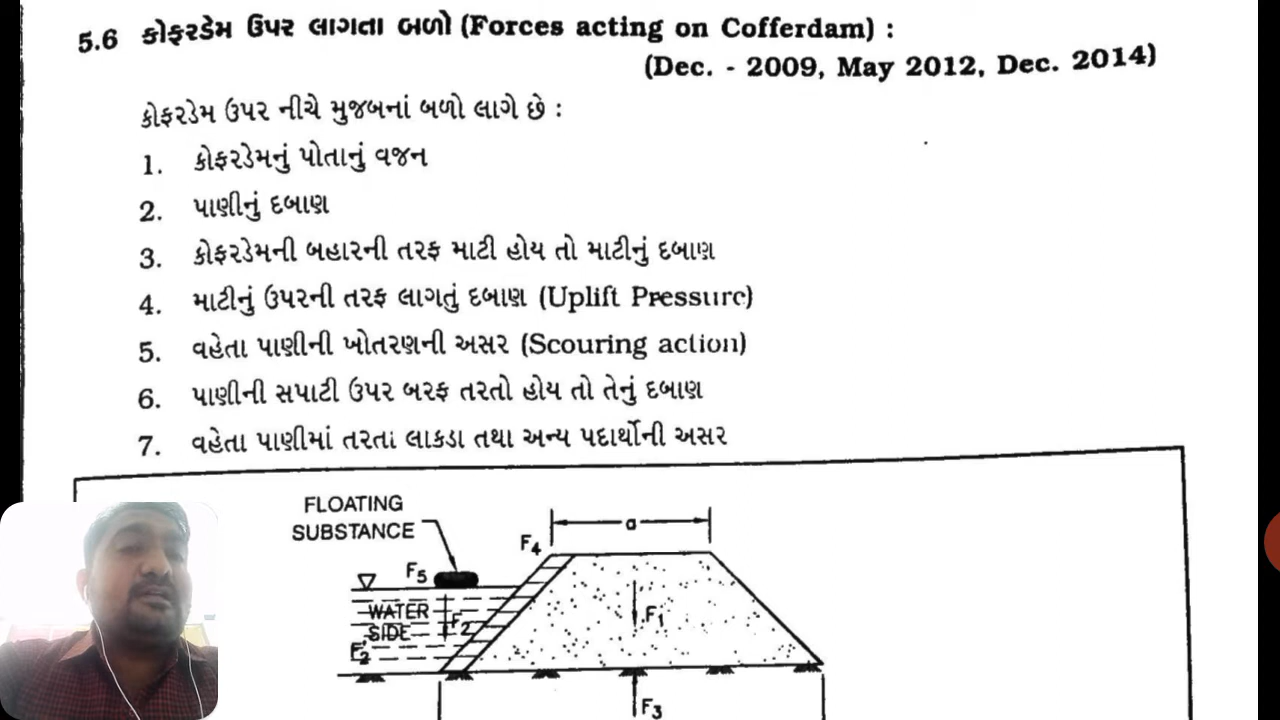 5.6 કોફરડેમ ઉપર લાગતા બળો (Forces acting on Cofferdam) :
(Dec. - 2009, May 2012, Dec. 2014)
કોફરડેમ ઉપર નીચે મુજબનાં બળો લાગે છે :
1. કોફરડેમનું પોતાનું વજન
2. પાણીનું દબાણ
3. કોફરડેમની બહારની તરફ માટી હોય તો માટીનું દબાણ
4. માટીનું ઉપરની તરફ લાગતું દબાણ (Uplift Pressure)
5. વહેતા પાણીની ખોતરણની અસર (Scouring action)
6. પાણીની સપાટી ઉપર બરફ તરતો હોય તો તેનું દબાણ
7. વહેતા પાણીમાં તરતા લાકડા તથા અન્ય પદાર્થોની અસર
FLOATING
SUBSTANCE
F4
a
F5
WATER
SIDE
F2
F1
F'2
F3